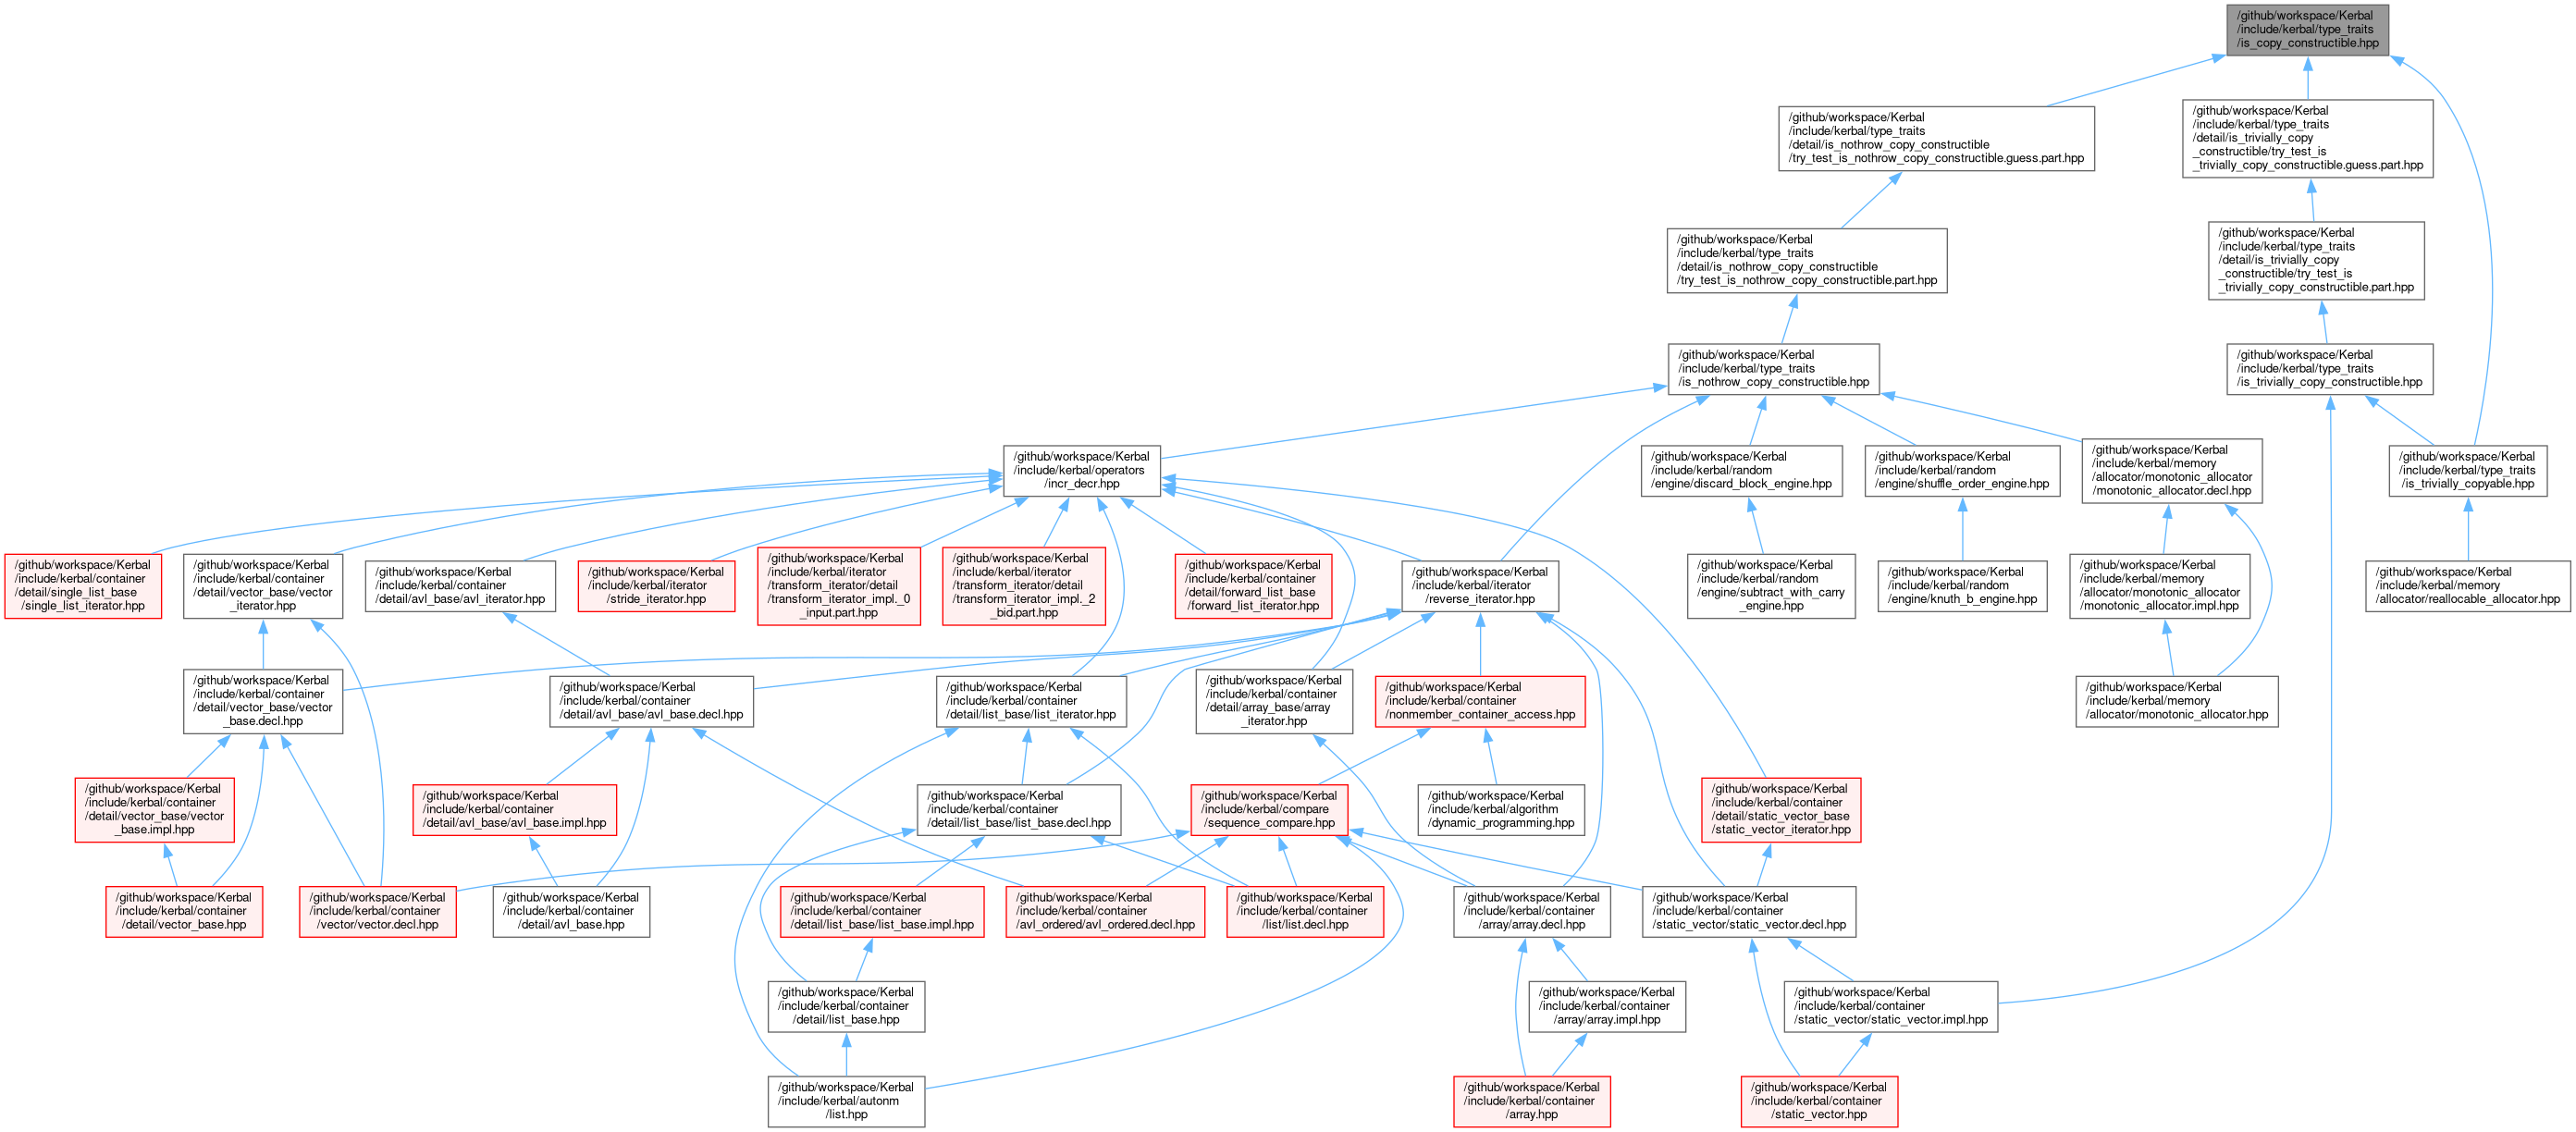 /github/workspace/Kerbal
/include/kerbal/type_traits
/is_copy_constructible.hpp
/github/workspace/Kerbal
/include/kerbal/type_traits
/detail/is_nothrow_copy_constructible
/try_test_is_nothrow_copy_constructible.guess.part.hpp
/github/workspace/Kerbal
/include/kerbal/type_traits
/detail/is_trivially_copy
_constructible/try_test_is
_trivially_copy_constructible.guess.part.hpp
/github/workspace/Kerbal
/include/kerbal/type_traits
/detail/is_nothrow_copy_constructible
/try_test_is_nothrow_copy_constructible.part.hpp
/github/workspace/Kerbal
/include/kerbal/type_traits
/detail/is_trivially_copy
_constructible/try_test_is
_trivially_copy_constructible.part.hpp
/github/workspace/Kerbal
/include/kerbal/type_traits
/is_nothrow_copy_constructible.hpp
/github/workspace/Kerbal
/include/kerbal/type_traits
/is_trivially_copy_constructible.hpp
/github/workspace/Kerbal
/include/kerbal/operators
/incr_decr.hpp
/github/workspace/Kerbal
/include/kerbal/random
/engine/discard_block_engine.hpp
/github/workspace/Kerbal
/include/kerbal/random
/engine/shuffle_order_engine.hpp
/github/workspace/Kerbal
/include/kerbal/memory
/allocator/monotonic_allocator
/monotonic_allocator.decl.hpp
/github/workspace/Kerbal
/include/kerbal/type_traits
/is_trivially_copyable.hpp
/github/workspace/Kerbal
/include/kerbal/container
/detail/single_list_base
/single_list_iterator.hpp
/github/workspace/Kerbal
/include/kerbal/container
/detail/vector_base/vector
_iterator.hpp
/github/workspace/Kerbal
/include/kerbal/container
/detail/avl_base/avl_iterator.hpp
/github/workspace/Kerbal
/include/kerbal/iterator
/stride_iterator.hpp
/github/workspace/Kerbal
/include/kerbal/iterator
/transform_iterator/detail
/transform_iterator_impl._0
_input.part.hpp
/github/workspace/Kerbal
/include/kerbal/iterator
/transform_iterator/detail
/transform_iterator_impl._2
_bid.part.hpp
/github/workspace/Kerbal
/include/kerbal/container
/detail/forward_list_base
/forward_list_iterator.hpp
/github/workspace/Kerbal
/include/kerbal/iterator
/reverse_iterator.hpp
/github/workspace/Kerbal
/include/kerbal/random
/engine/subtract_with_carry
_engine.hpp
/github/workspace/Kerbal
/include/kerbal/random
/engine/knuth_b_engine.hpp
/github/workspace/Kerbal
/include/kerbal/memory
/allocator/monotonic_allocator
/monotonic_allocator.impl.hpp
/github/workspace/Kerbal
/include/kerbal/memory
/allocator/reallocable_allocator.hpp
/github/workspace/Kerbal
/include/kerbal/container
/detail/vector_base/vector
_base.decl.hpp
/github/workspace/Kerbal
/include/kerbal/container
/detail/avl_base/avl_base.decl.hpp
/github/workspace/Kerbal
/include/kerbal/container
/detail/list_base/list_iterator.hpp
/github/workspace/Kerbal
/include/kerbal/container
/detail/array_base/array
_iterator.hpp
/github/workspace/Kerbal
/include/kerbal/container
/nonmember_container_access.hpp
/github/workspace/Kerbal
/include/kerbal/memory
/allocator/monotonic_allocator.hpp
/github/workspace/Kerbal
/include/kerbal/container
/detail/vector_base/vector
_base.impl.hpp
/github/workspace/Kerbal
/include/kerbal/container
/detail/avl_base/avl_base.impl.hpp
/github/workspace/Kerbal
/include/kerbal/container
/detail/list_base/list_base.decl.hpp
/github/workspace/Kerbal
/include/kerbal/compare
/sequence_compare.hpp
/github/workspace/Kerbal
/include/kerbal/algorithm
/dynamic_programming.hpp
/github/workspace/Kerbal
/include/kerbal/container
/detail/static_vector_base
/static_vector_iterator.hpp
/github/workspace/Kerbal
/include/kerbal/container
/detail/vector_base.hpp
/github/workspace/Kerbal
/include/kerbal/container
/vector/vector.decl.hpp
/github/workspace/Kerbal
/include/kerbal/container
/detail/avl_base.hpp
/github/workspace/Kerbal
/include/kerbal/container
/detail/list_base/list_base.impl.hpp
/github/workspace/Kerbal
/include/kerbal/container
/avl_ordered/avl_ordered.decl.hpp
/github/workspace/Kerbal
/include/kerbal/container
/list/list.decl.hpp
/github/workspace/Kerbal
/include/kerbal/container
/array/array.decl.hpp
/github/workspace/Kerbal
/include/kerbal/container
/static_vector/static_vector.decl.hpp
/github/workspace/Kerbal
/include/kerbal/container
/detail/list_base.hpp
/github/workspace/Kerbal
/include/kerbal/container
/array/array.impl.hpp
/github/workspace/Kerbal
/include/kerbal/container
/static_vector/static_vector.impl.hpp
/github/workspace/Kerbal
/include/kerbal/autonm
/list.hpp
/github/workspace/Kerbal
/include/kerbal/container
/array.hpp
/github/workspace/Kerbal
/include/kerbal/container
/static_vector.hpp